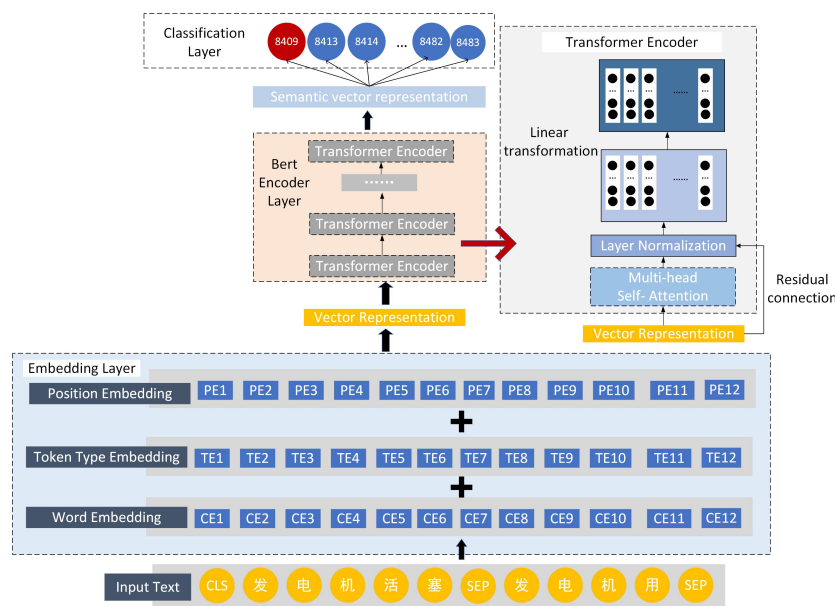 Classification
Layer
8409
8413
8414
...
8482
8483
Semantic vector representation
Bert
Encoder
Layer
Transformer Encoder
......
Transformer Encoder
Transformer Encoder
Vector Representation
Transformer Encoder
Linear
transformation
...
...
...
......
...
...
...
...
......
...
Layer Normalization
Multi-head
Self- Attention
Residual
connection
Vector Representation
Embedding Layer
Position Embedding
PE1 PE2 PE3 PE4 PE5 PE6 PE7 PE8 PE9 PE10 PE11 PE12
Token Type Embedding
TE1 TE2 TE3 TE4 TE5 TE6 TE7 TE8 TE9 TE10 TE11 TE12
Word Embedding
CE1 CE2 CE3 CE4 CE5 CE6 CE7 CE8 CE9 CE10 CE11 CE12
Input Text
CLS 发 电 机 活 塞 SEP 发 电 机 用 SEP